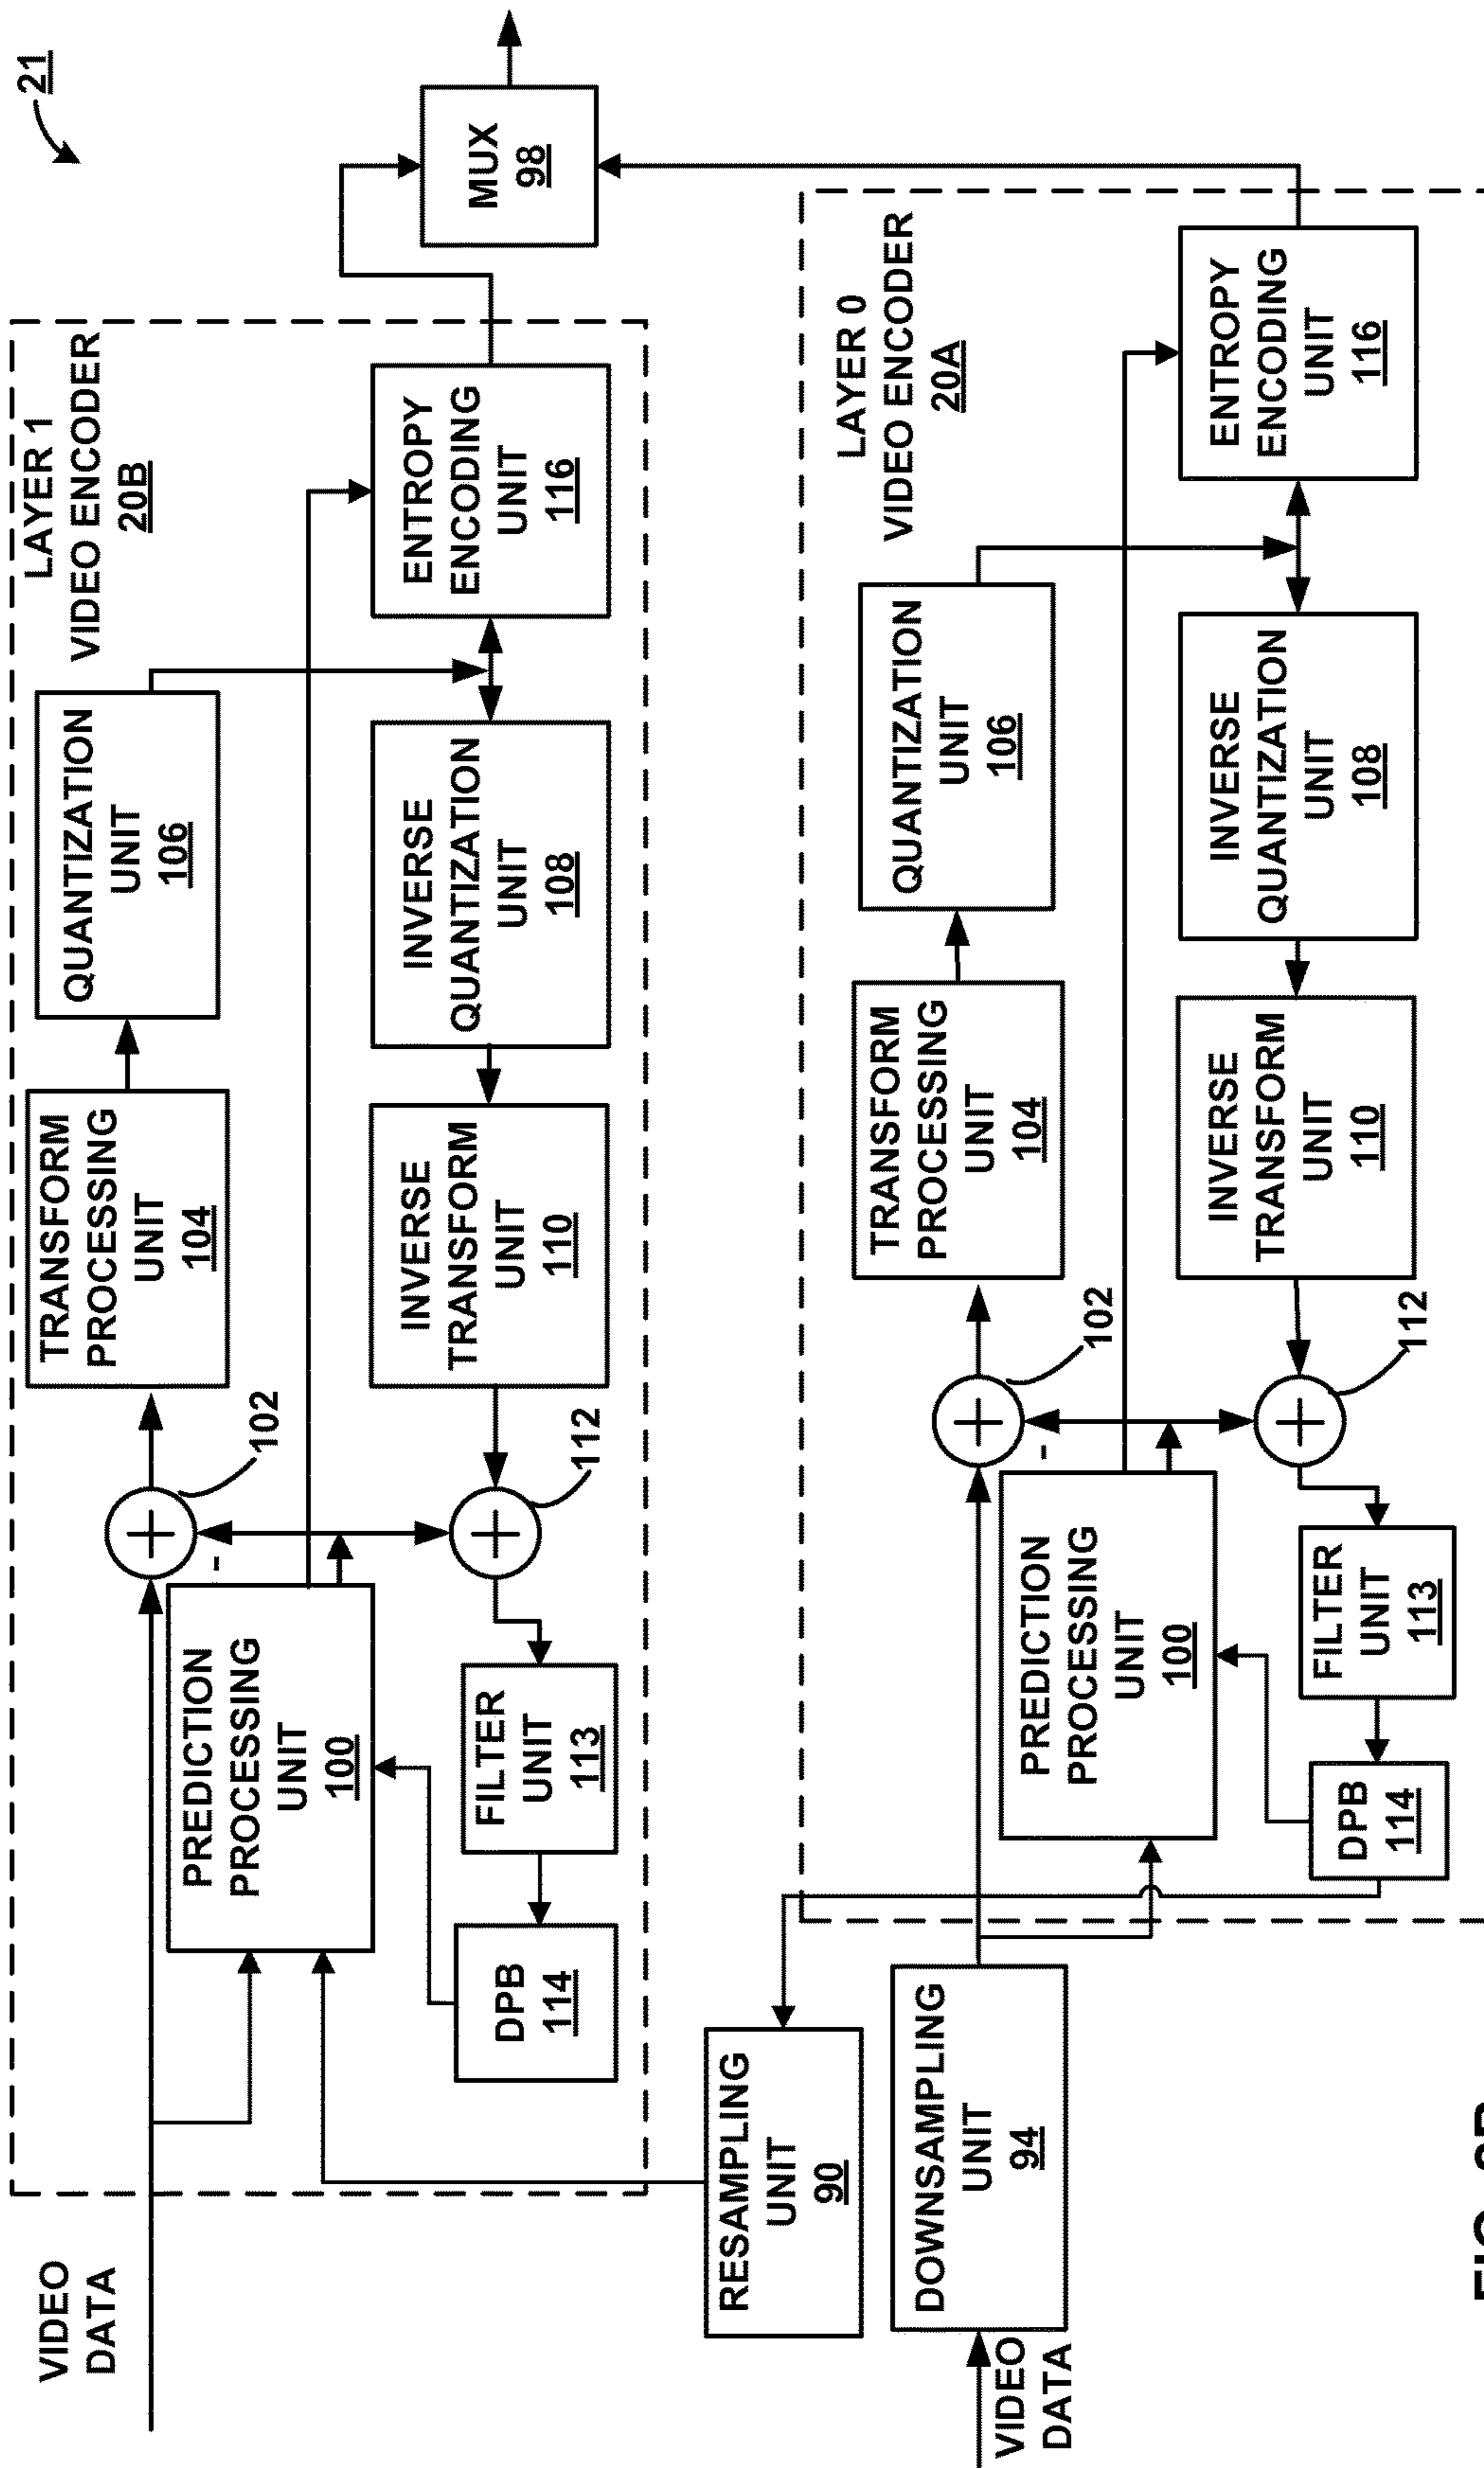 21
LAYER 1
VIDEO ENCODER
20B
VIDEO
DATA
PREDICTION
PROCESSING
UNIT
100
102
TRANSFORM
PROCESSING
UNIT
104
QUANTIZATION
UNIT
106
-
DPB
114
FILTER
UNIT
113
112
INVERSE
TRANSFORM
UNIT
110
INVERSE
QUANTIZATION
UNIT
108
ENTROPY
ENCODING
UNIT
116
MUX
98
RESAMPLING
UNIT
90
LAYER 0
VIDEO ENCODER
20A
VIDEO
DATA
DOWNSAMPLING
UNIT
94
PREDICTION
PROCESSING
UNIT
100
102
TRANSFORM
PROCESSING
UNIT
104
QUANTIZATION
UNIT
106
-
DPB
114
FILTER
UNIT
113
112
INVERSE
TRANSFORM
UNIT
110
INVERSE
QUANTIZATION
UNIT
108
ENTROPY
ENCODING
UNIT
116